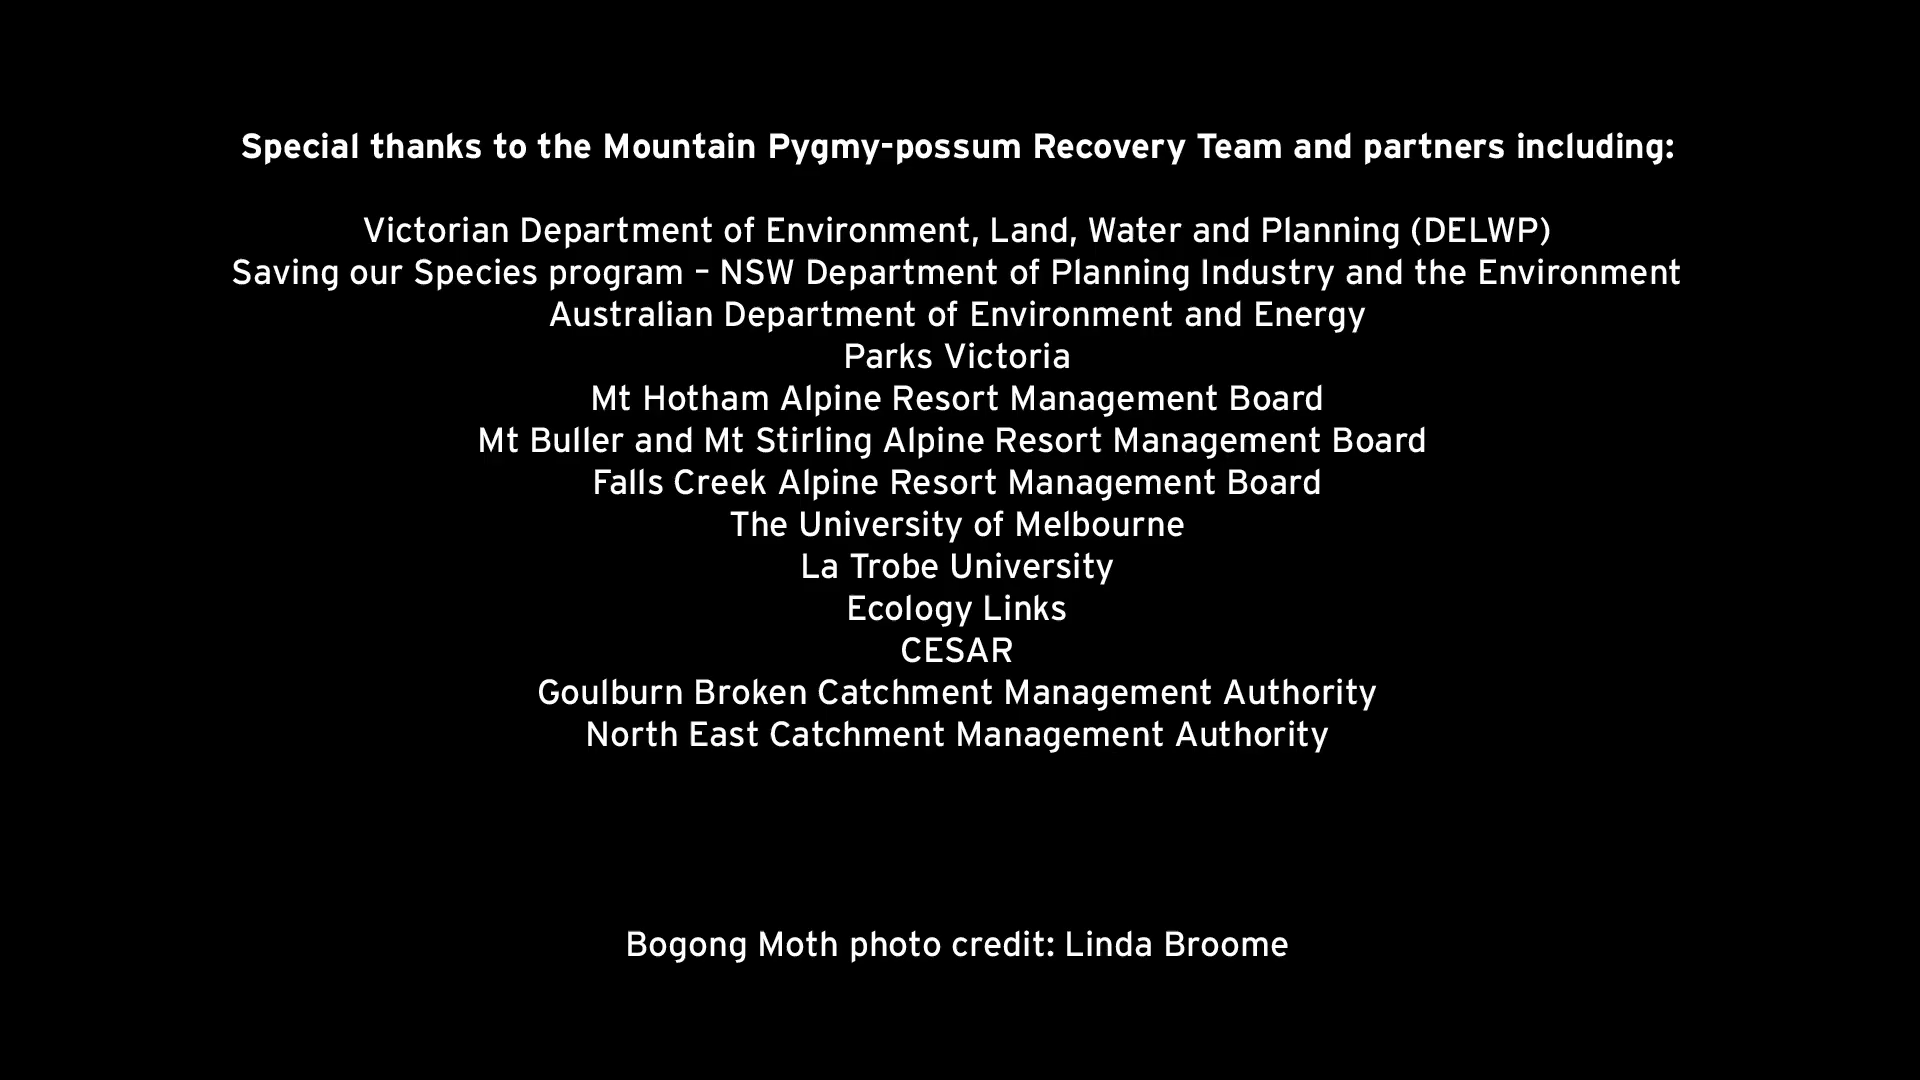 Special thanks to the Mountain Pygmy-possum Recovery Team and partners including:
Victorian Department of Environment, Land, Water and Planning (DELWP)
Saving our Species program – NSW Department of Planning Industry and the Environment
Australian Department of Environment and Energy
Parks Victoria
Mt Hotham Alpine Resort Management Board
Mt Buller and Mt Stirling Alpine Resort Management Board
Falls Creek Alpine Resort Management Board
The University of Melbourne
La Trobe University
Ecology Links
CESAR
Goulburn Broken Catchment Management Authority
North East Catchment Management Authority
Bogong Moth photo credit: Linda Broome